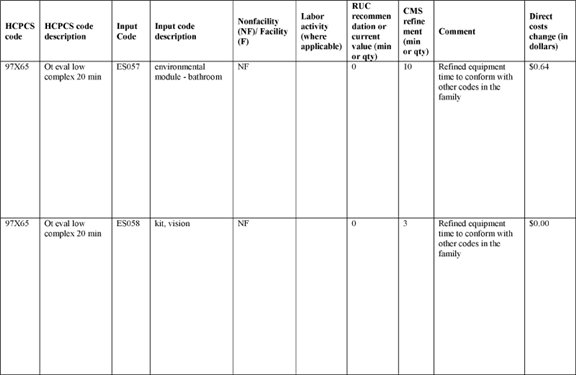 HCPCS code
HCPCS code description
Input Code
Input code description
Nonfacility (NF)/ Facility (F)
Labor activity (where applicable)
RUC recommen dation or current value (min or qty)
CMS refine ment (min or qty)
Comment
Direct costs change (in dollars)
97X65
Ot eval low complex 20 min
ES057
environmental module - bathroom
NF
0
10
Refined equipment time to conform with other codes in the family
$0.64
97X65
Ot eval low complex 20 min
ES058
kit, vision
NF
0
3
Refined equipment time to conform with other codes in the family
$0.00